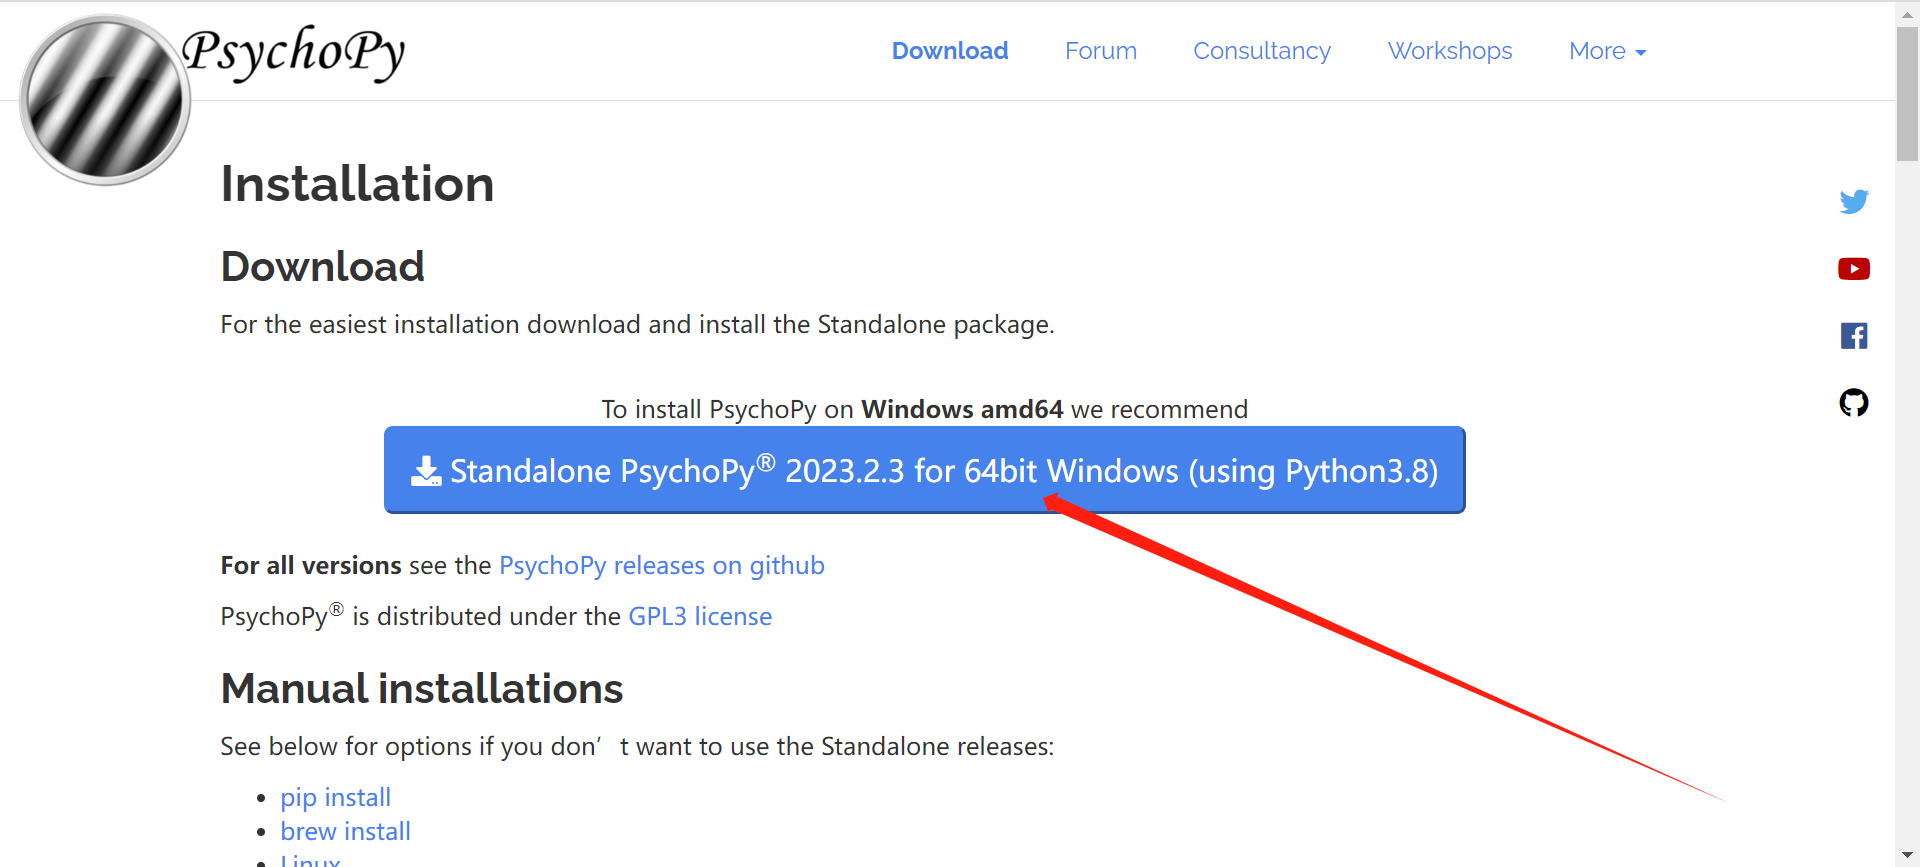 PsychoPy
Download Forum Consultancy Workshops More
Installation
Download
For the easiest installation download and install the Standalone package.
To install PsychoPy on Windows amd64 we recommend
Standalone PsychoPy® 2023.2.3 for 64bit Windows (using Python3.8)
For all versions see the PsychoPy releases on github
PsychoPy® is distributed under the GPL3 license
Manual installations
See below for options if you don’t want to use the Standalone releases:
pip install
brew install
Linux